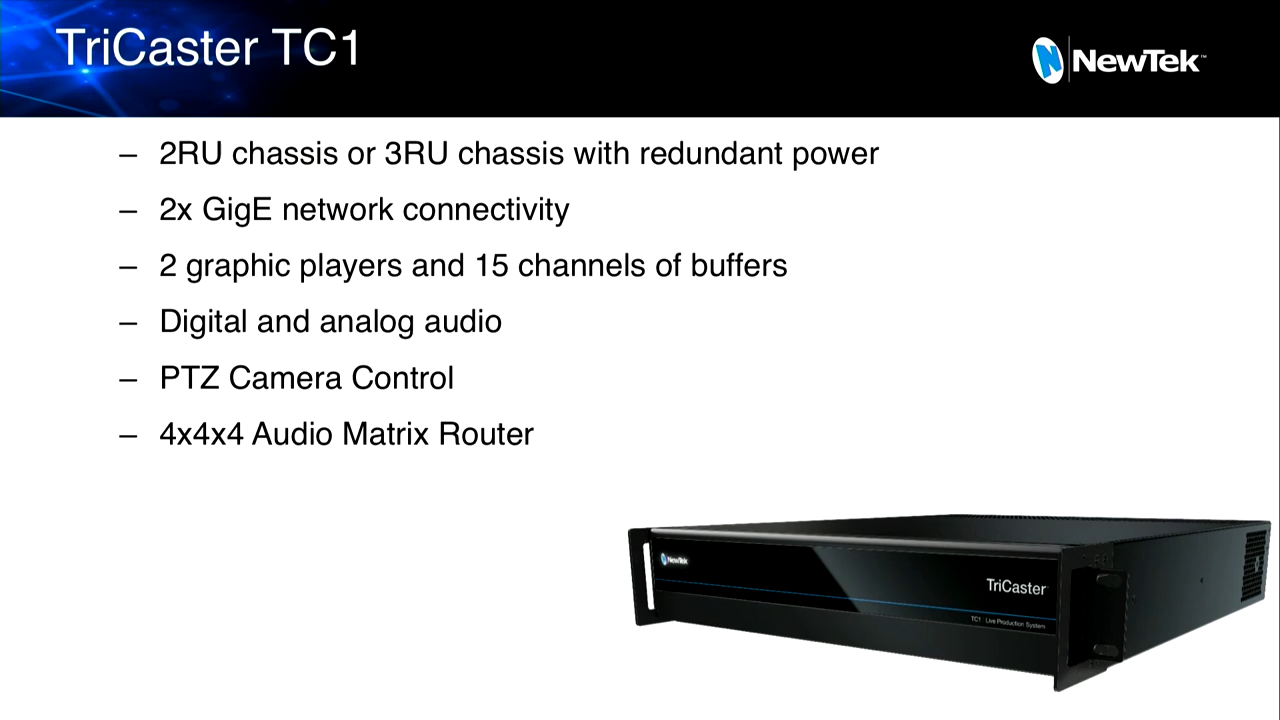 TriCaster TC1
NewTek™
– 2RU chassis or 3RU chassis with redundant power
– 2x GigE network connectivity
– 2 graphic players and 15 channels of buffers
– Digital and analog audio
– PTZ Camera Control
– 4x4x4 Audio Matrix Router
NewTek
TriCaster
TC1 Live Production System